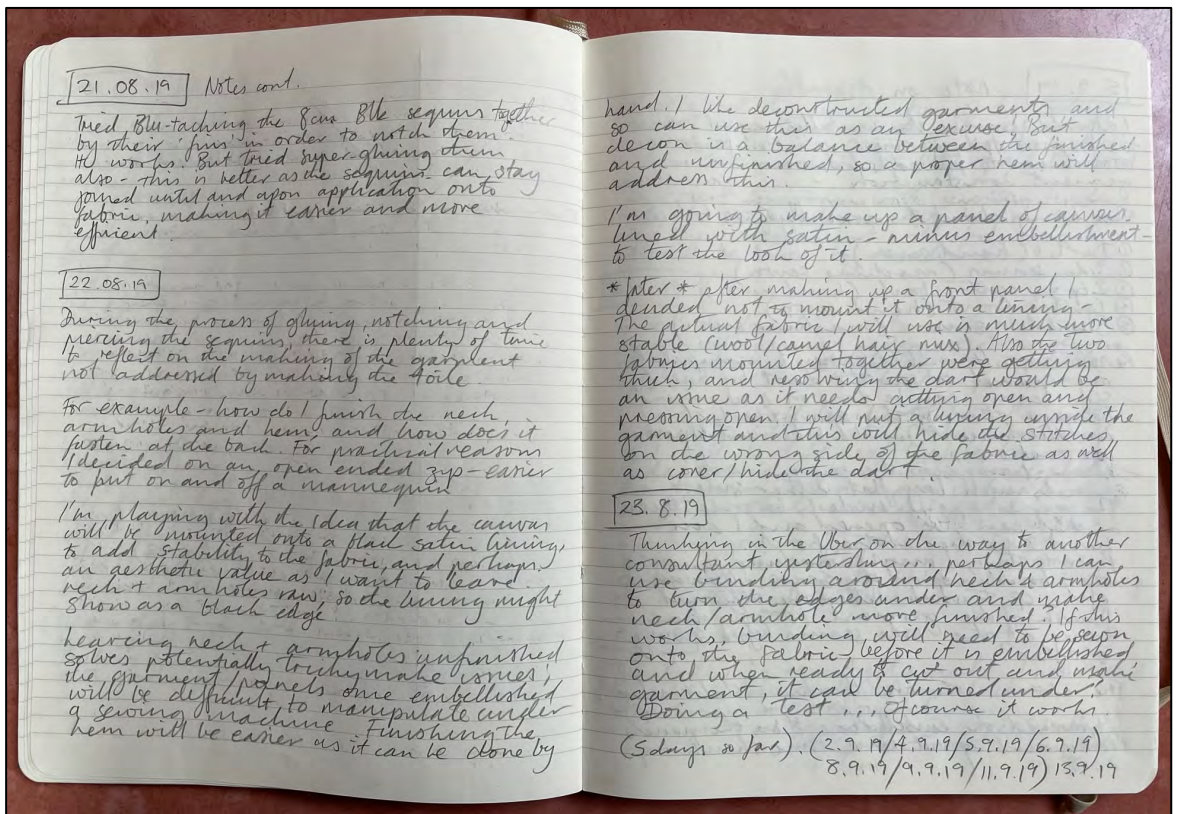 21.08.19 Notes cont.
Tried Blu-taching the 8cm Blk sequins together
by their 'fins' in order to notch them.
It works. But tried super-gluing them
also - this is better as the sequins can stay
joined until and upon application onto
fabric, making it easier and more
efficient.
22.08.19
During the process of gluing, notching and
piercing the sequins, there is plenty of time
to reflect on the making of the garment
not addressed by making the toile.
For example - how do I finish the neck,
armholes and hem, and how does it
fasten at the back. For practical reasons
I decided on an open ended zip - easier
to put on and off a mannequin
I'm playing with the idea that the canvas
will be mounted onto a black satin lining,
to add stability to the fabric, and perhaps
an aesthetic value as I want to leave
neck + armholes raw, so the lining might
show as a black edge.
Leaving neck + armholes unfinished
solves potentially tricky make issues,
the garment/panels once embellished
will be difficult to manipulate under
a sewing machine. Finishing the
hem will be easier as it can be done by
hand. I like deconstructed garments and
so can use this as an excuse, But
decon is a balance between the finished
and unfinished, so a proper hem will
address this.
I'm going to make up a panel of canvas
lined with satin - minus embellishment -
to test the look of it.
* later * after making up a front panel I
decided not to mount it onto a lining -
The actual fabric I will use is much more
stable (wool/camel hair mix). Also the two
fabrics mounted together were getting
thick, and resolving the dart would be
an issue as it needs cutting open and
pressing open. I will put a lining inside the
garment and this will hide the stitches
on the wrong side of the fabric as well
as cover/hide the dart.
23.8.19
Thinking in the Uber on the way to another
consultant yesterday... perhaps I can
use binding around neck & armholes
to turn the edges under and make
neck/armhole more finished? If this
works, binding will need to be sewn
onto the fabric before it is embellished
and when ready to cut out and make
garment, it can be turned under?
Doing a test... Of course it works.
(5 days so far). (2.9.19/4.9.19/5.9.19/6.9.19)
8.9.19/9.9.19/11.9.19) 13.9.19